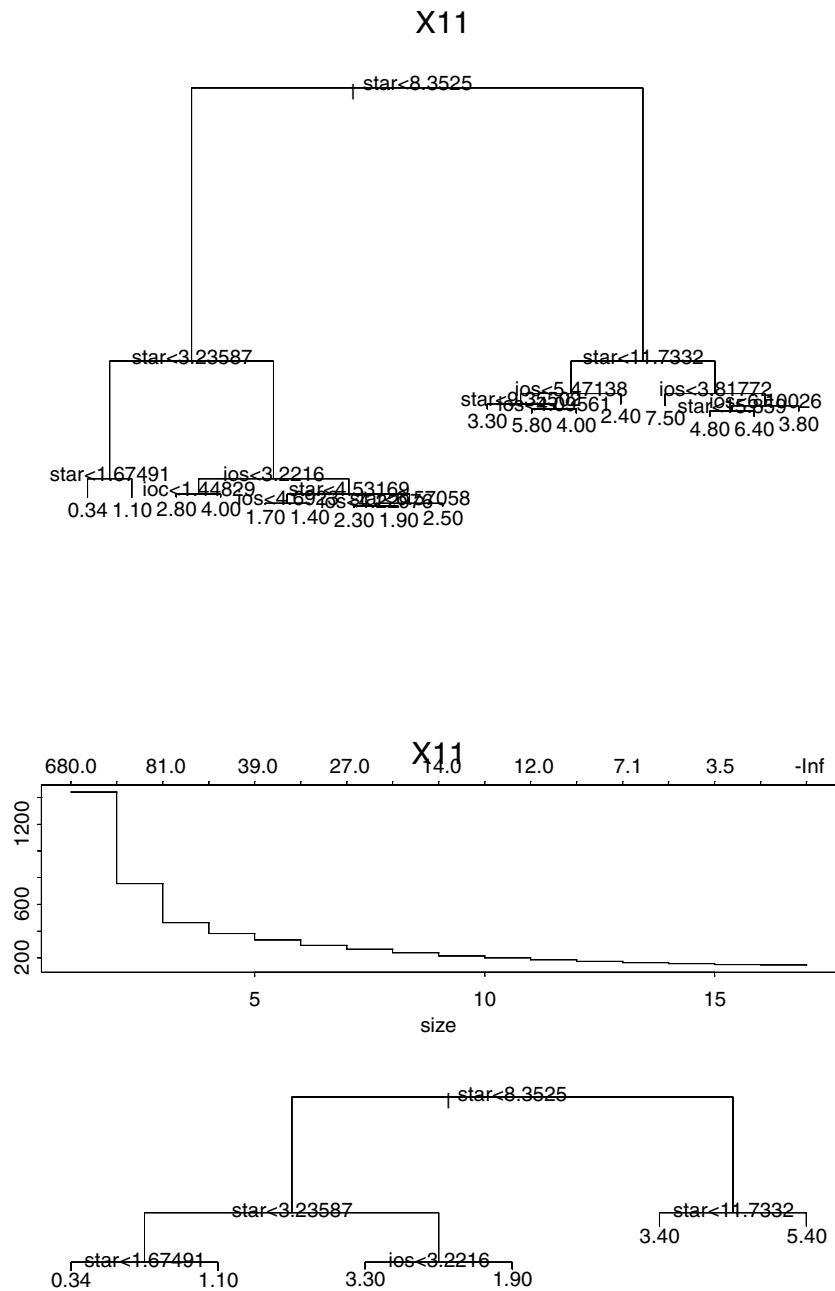 X11
star<8.3525
star<3.23587
star<11.7332
ios<5.47138
ios<3.81772
ios<4.09561
3.30 5.80 4.00 2.40 7.50 4.80 6.40 3.80
star<1.67491 ios<3.2216
ioc<1.44829 star<4.53169
0.34 1.10 2.80 4.00 1.70 1.40 2.30 1.90 2.50
X11
680.0 81.0 39.0 27.0 14.0 12.0 7.1 3.5 -Inf
1200
600
200
5 10 15
size
star<8.3525
star<3.23587 star<11.7332
3.40 5.40
star<1.67491 ios<3.2216
0.34 1.10 3.30 1.90